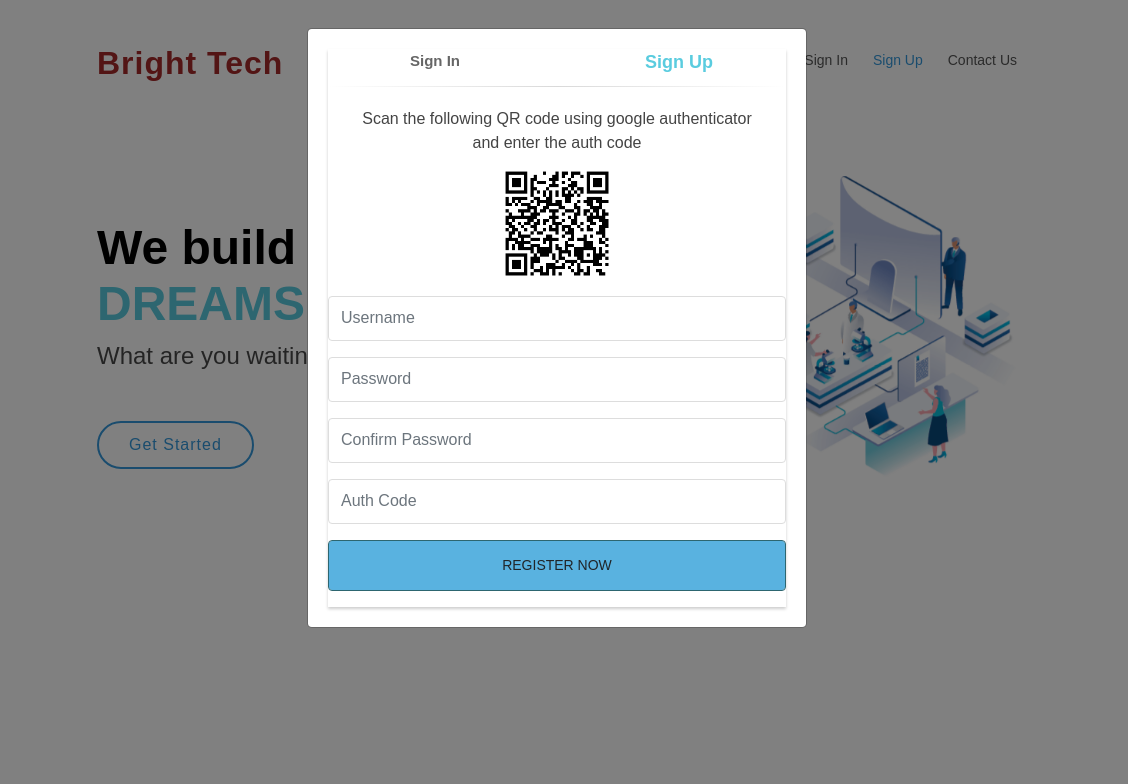 Bright Tech
Sign In
Sign Up
Contact Us
We build
DREAMS
What are you waitin
Get Started
Sign In
Sign Up
Scan the following QR code using google authenticator
and enter the auth code
Username
Password
Confirm Password
Auth Code
REGISTER NOW